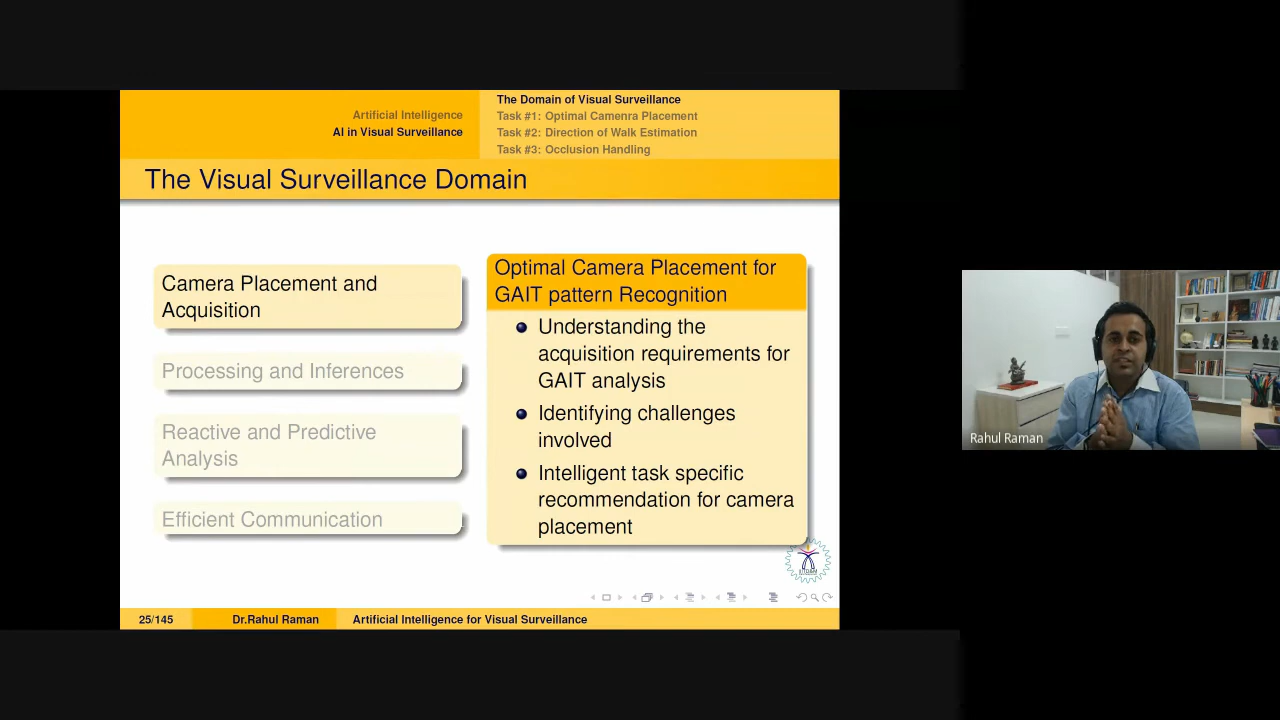 Artificial Intelligence
AI in Visual Surveillance
The Domain of Visual Surveillance
Task #1: Optimal Camenra Placement
Task #2: Direction of Walk Estimation
Task #3: Occlusion Handling
The Visual Surveillance Domain
Camera Placement and
Acquisition
Processing and Inferences
Reactive and Predictive
Analysis
Efficient Communication
Optimal Camera Placement for
GAIT pattern Recognition
Understanding the
acquisition requirements for
GAIT analysis
Identifying challenges
involved
Intelligent task specific
recommendation for camera
placement
25/145
Dr.Rahul Raman
Artificial Intelligence for Visual Surveillance
Rahul Raman